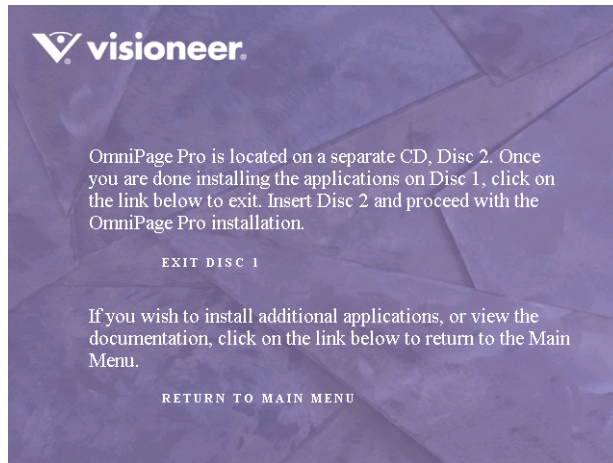 visioneer®
OmniPage Pro is located on a separate CD, Disc 2. Once
you are done installing the applications on Disc 1, click on
the link below to exit. Insert Disc 2 and proceed with the
OmniPage Pro installation.
EXIT DISC 1
If you wish to install additional applications, or view the
documentation, click on the link below to return to the Main
Menu.
RETURN TO MAIN MENU